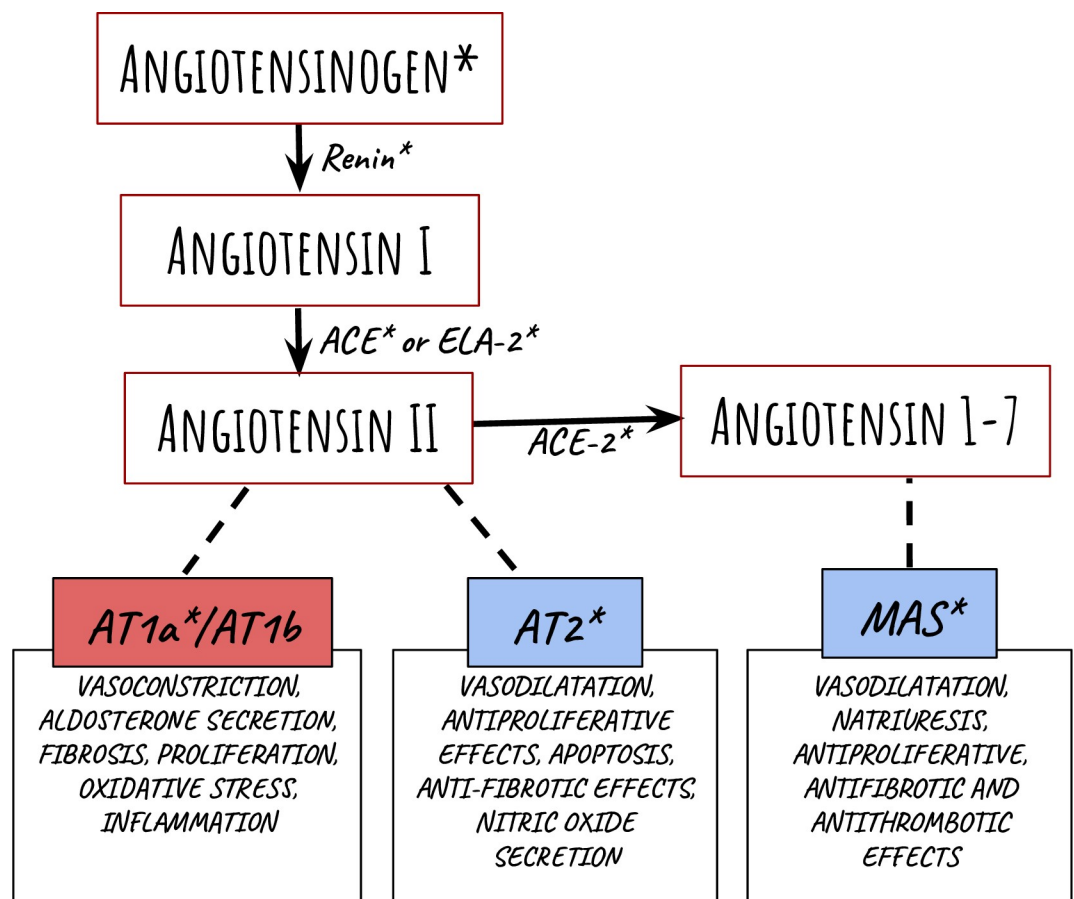 ANGIOTENSINOGEN*
Renin*
ANGIOTENSIN I
ACE* or ELA-2*
ANGIOTENSIN II
ACE-2*
ANGIOTENSIN 1-7
AT1a*/AT1b
VASOCONSTRICTION,
ALDOSTERONE SECRETION,
FIBROSIS, PROLIFERATION,
OXIDATIVE STRESS,
INFLAMMATION
AT2*
VASODILATATION,
ANTIPROLIFERATIVE
EFFECTS, APOPTOSIS,
ANTI-FIBROTIC EFFECTS,
NITRIC OXIDE
SECRETION
MAS*
VASODILATATION,
NATRIURESIS,
ANTIPROLIFERATIVE,
ANTIFIBROTIC AND
ANTITHROMBOTIC
EFFECTS